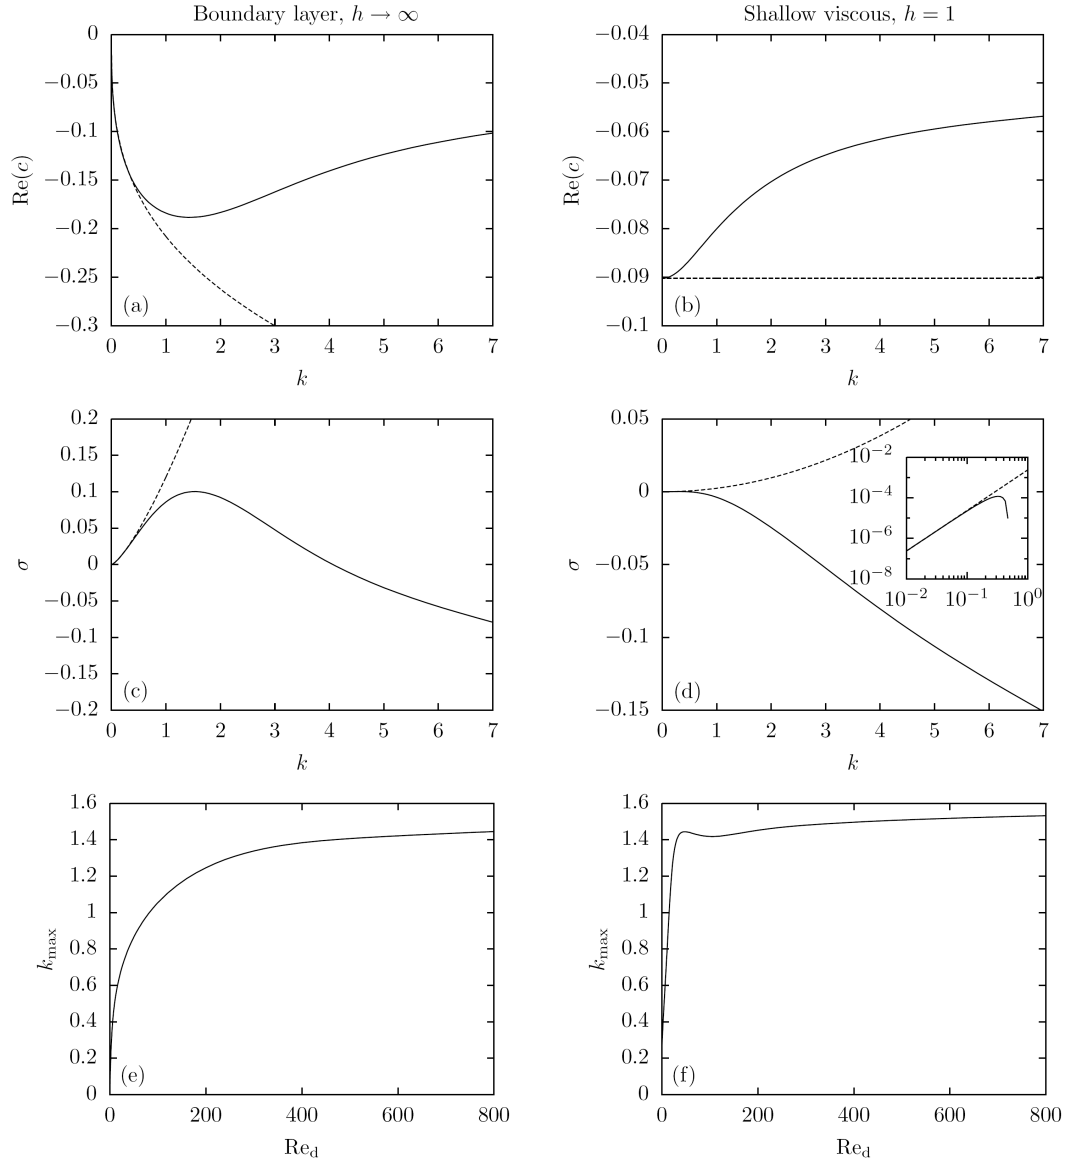 Boundary layer, h → ∞
Shallow viscous, h = 1
0
−0.05
−0.1
−0.15
−0.2
−0.25
−0.3
Re(c)
(a)
0 1 2 3 4 5 6 7
k
−0.04
−0.05
−0.06
−0.07
−0.08
−0.09
−0.1
Re(c)
(b)
0 1 2 3 4 5 6 7
k
0.2
0.15
0.1
0.05
0
−0.05
−0.1
−0.15
−0.2
σ
(c)
0 1 2 3 4 5 6 7
k
0.05
0
−0.05
−0.1
−0.15
σ
(d)
10⁻²
10⁻⁴
10⁻⁶
10⁻⁸
10⁻² 10⁻¹ 10⁰
0 1 2 3 4 5 6 7
k
1.6
1.4
1.2
1
0.8
0.6
0.4
0.2
0
k_max
(e)
0 200 400 600 800
Re_d
1.6
1.4
1.2
1
0.8
0.6
0.4
0.2
0
k_max
(f)
0 200 400 600 800
Re_d